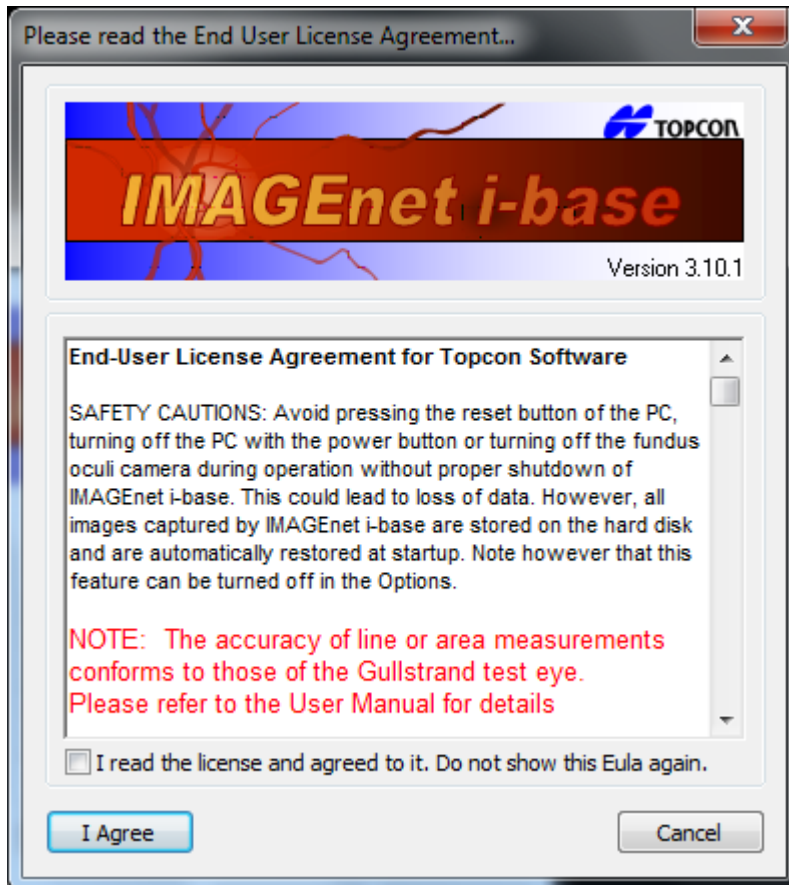 Please read the End User License Agreement...
TOPCON
IMAGEnet i-base
Version 3.10.1
End-User License Agreement for Topcon Software
SAFETY CAUTIONS: Avoid pressing the reset button of the PC,
turning off the PC with the power button or turning off the fundus
oculi camera during operation without proper shutdown of
IMAGEnet i-base. This could lead to loss of data. However, all
images captured by IMAGEnet i-base are stored on the hard disk
and are automatically restored at startup. Note however that this
feature can be turned off in the Options.
NOTE:  The accuracy of line or area measurements
conforms to those of the Gullstrand test eye.
Please refer to the User Manual for details
I read the license and agreed to it. Do not show this Eula again.
I Agree
Cancel